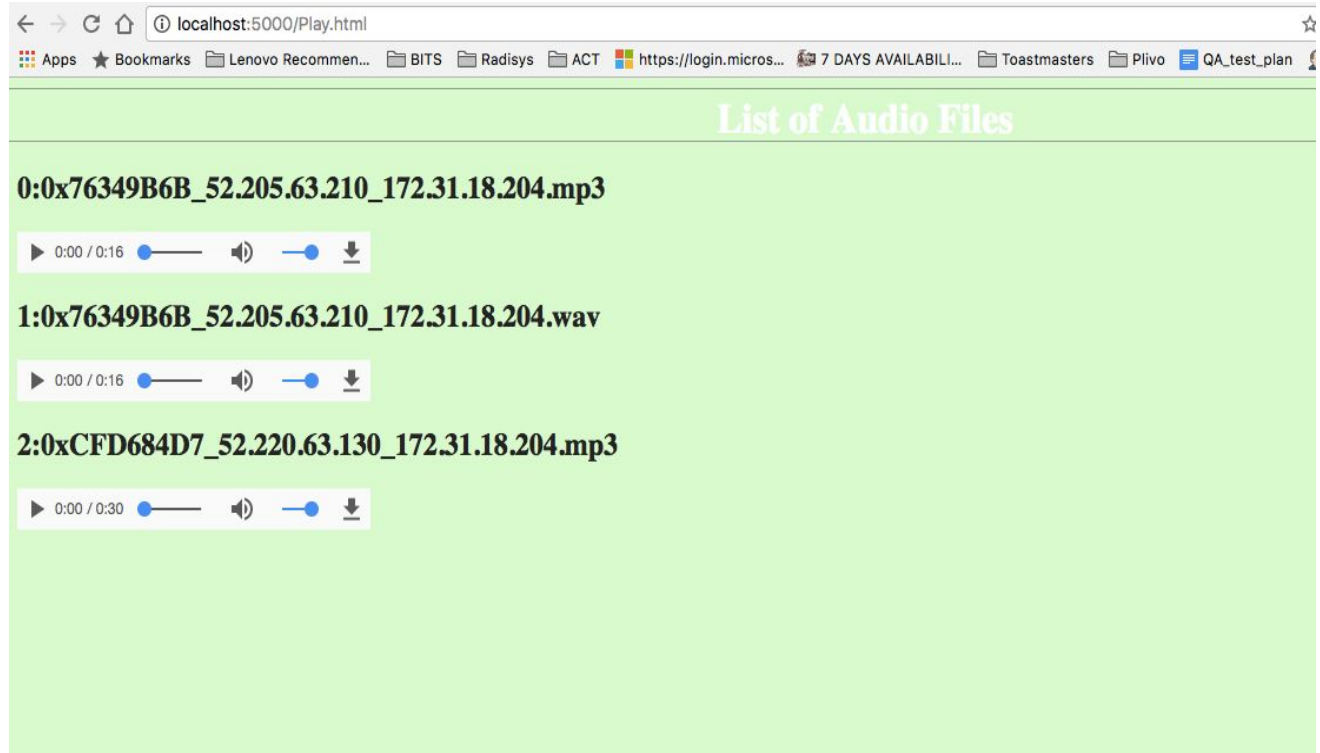 localhost:5000/Play.html
Apps Bookmarks Lenovo Recommen... BITS Radisys ACT https://login.micros... 7 DAYS AVAILABILI... Toastmasters Plivo QA_test_plan
List of Audio Files
0:0x76349B6B_52.205.63.210_172.31.18.204.mp3
0:00 / 0:16
1:0x76349B6B_52.205.63.210_172.31.18.204.wav
0:00 / 0:16
2:0xCFD684D7_52.220.63.130_172.31.18.204.mp3
0:00 / 0:30